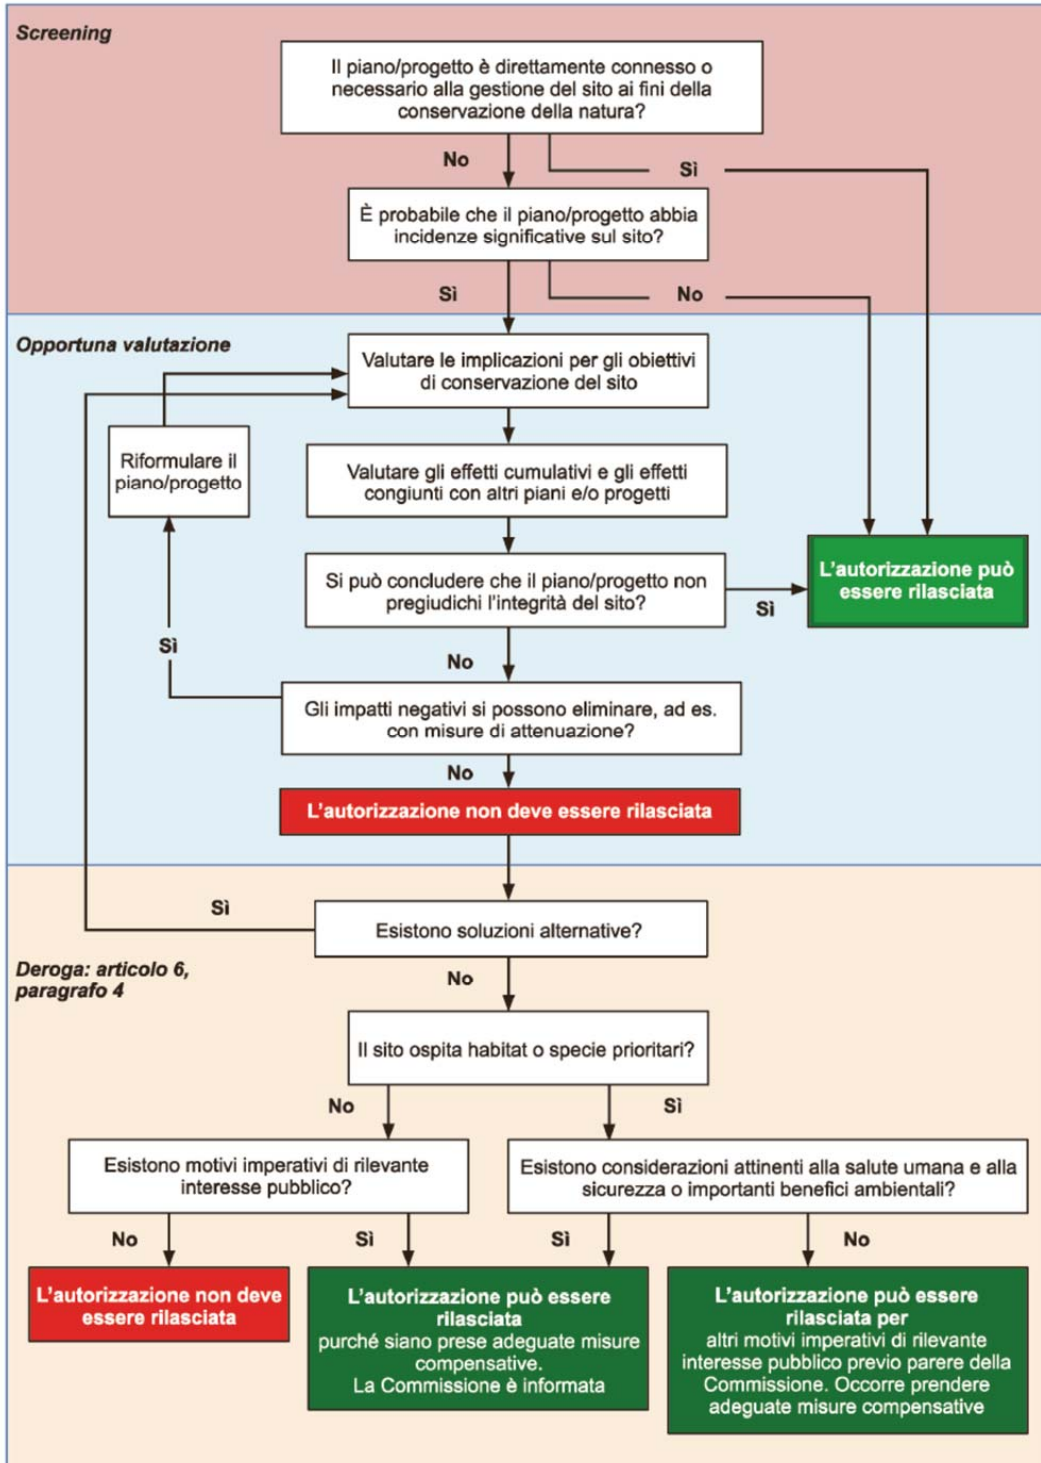 Screening
Il piano/progetto è direttamente connesso o
necessario alla gestione del sito ai fini della
conservazione della natura?
No
Sì
È probabile che il piano/progetto abbia
incidenze significative sul sito?
Sì
No
Opportuna valutazione
Valutare le implicazioni per gli obiettivi
di conservazione del sito
Riformulare il
piano/progetto
Valutare gli effetti cumulativi e gli effetti
congiunti con altri piani e/o progetti
Si può concludere che il piano/progetto non
pregiudichi l'integrità del sito?
Sì
L'autorizzazione può
essere rilasciata
Sì
No
Gli impatti negativi si possono eliminare, ad es.
con misure di attenuazione?
No
L'autorizzazione non deve essere rilasciata
Sì
Esistono soluzioni alternative?
Deroga: articolo 6,
paragrafo 4
No
Il sito ospita habitat o specie prioritari?
No
Sì
Esistono motivi imperativi di rilevante
interesse pubblico?
Esistono considerazioni attinenti alla salute umana e alla
sicurezza o importanti benefici ambientali?
No
Sì
Sì
No
L'autorizzazione non deve
essere rilasciata
L'autorizzazione può essere
rilasciata
purché siano prese adeguate misure
compensative.
La Commissione è informata
L'autorizzazione può essere
rilasciata per
altri motivi imperativi di rilevante
interesse pubblico previo parere della
Commissione. Occorre prendere
adeguate misure compensative